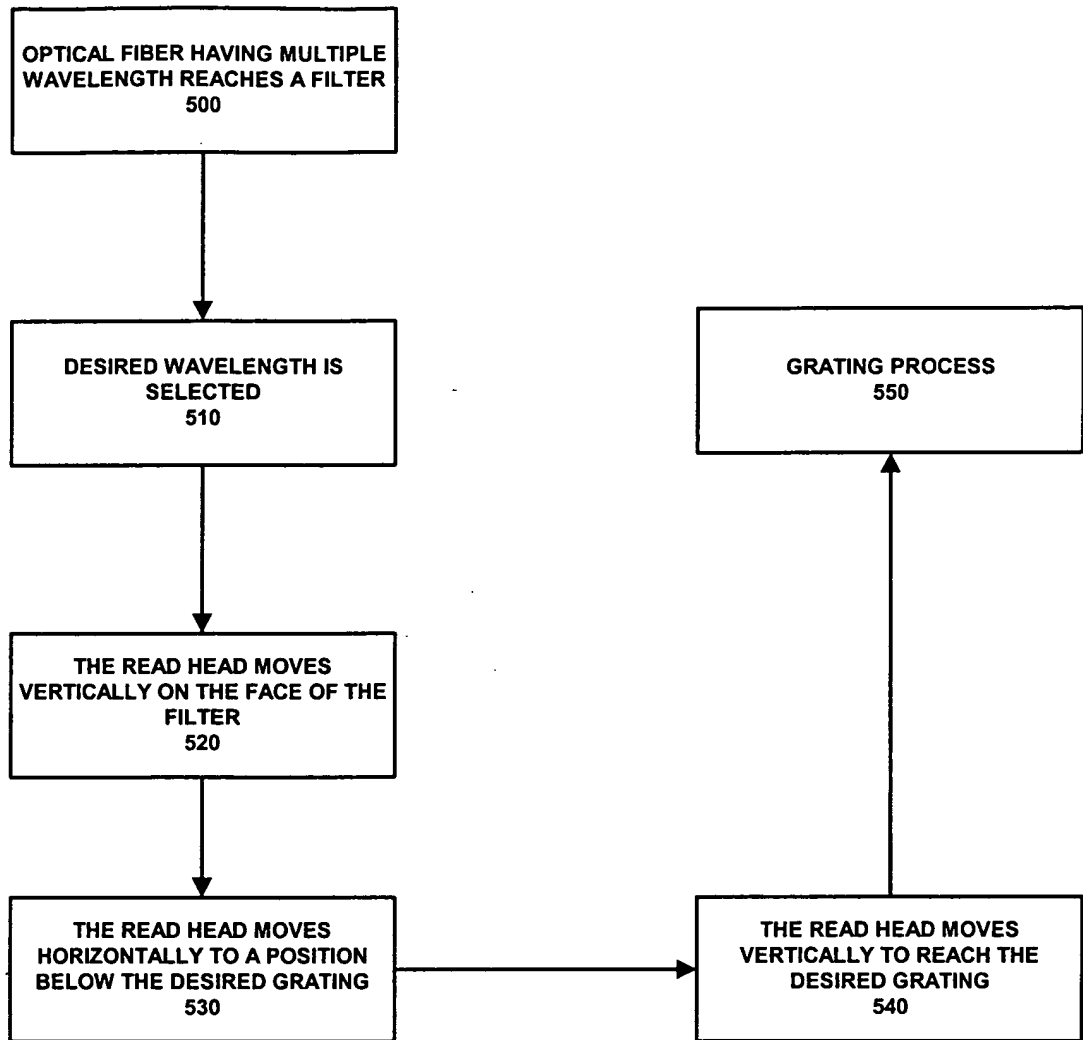 OPTICAL FIBER HAVING MULTIPLE
WAVELENGTH REACHES A FILTER
500
DESIRED WAVELENGTH IS
SELECTED
510
THE READ HEAD MOVES
VERTICALLY ON THE FACE OF THE
FILTER
520
THE READ HEAD MOVES
HORIZONTALLY TO A POSITION
BELOW THE DESIRED GRATING
530
THE READ HEAD MOVES
VERTICALLY TO REACH THE
DESIRED GRATING
540
GRATING PROCESS
550